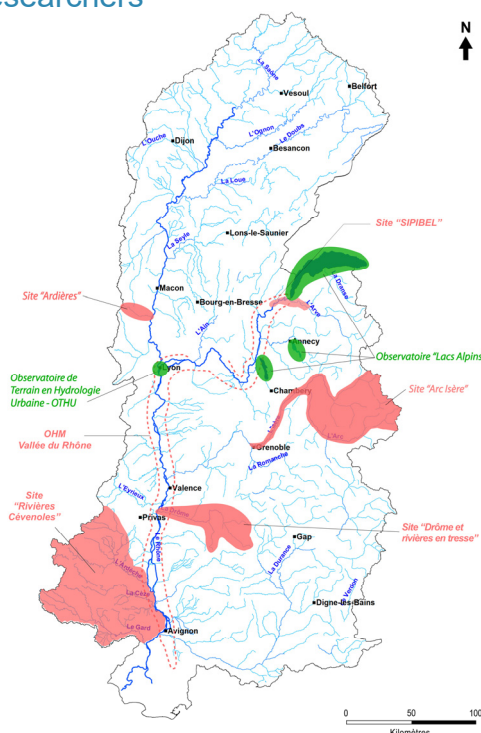 esearchers
N
Belfort
Vesoul
La Saône
L'Ognon
Le Doubs
L'Ouche
Dijon
Besançon
La Loue
Lons-le-Saunier
La Seyle
Site "SIPIBEL"
Macon
Bourg-en-Bresse
L'Ain
L'Arve
Site "Ardières"
Annecy
Observatoire "Lacs Alpins
Lyon
Observatoire de
Terrain en Hydrologie
Urbaine - OTHU
Chambéry
Site "Arc Isère"
L'Arc
OHM
Vallée du Rhône
Grenoble
La Romanche
Valence
L'Eyrieux
Site
"Rivières
Cévenoles"
Privas
La Drôme
Site "Drôme et
rivières en tresse"
Gap
Le Rhône
La Durance
L'Ardèche
La Cèze
Digne-les-Bains
Le Gard
Avignon
0 50 100
Kilomètres